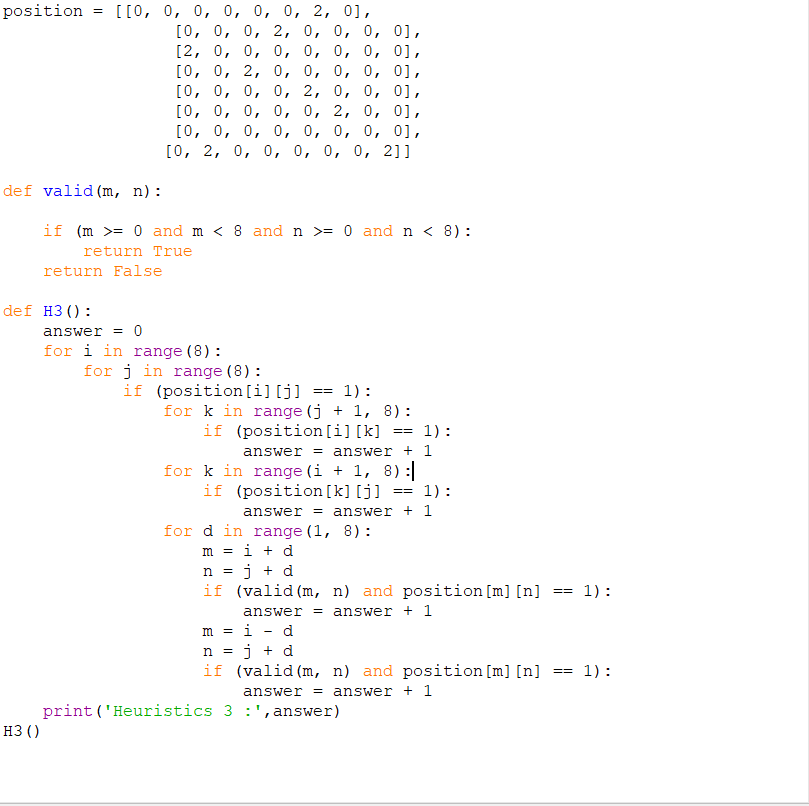 position = [[0, 0, 0, 0, 0, 0, 2, 0],
                 [0, 0, 0, 2, 0, 0, 0, 0],
                 [2, 0, 0, 0, 0, 0, 0, 0],
                 [0, 0, 2, 0, 0, 0, 0, 0],
                 [0, 0, 0, 0, 2, 0, 0, 0],
                 [0, 0, 0, 0, 0, 2, 0, 0],
                 [0, 0, 0, 0, 0, 0, 0, 0],
                [0, 2, 0, 0, 0, 0, 0, 2]]

def valid(m, n):

    if (m >= 0 and m < 8 and n >= 0 and n < 8):
        return True
    return False

def H3():
    answer = 0
    for i in range(8):
        for j in range(8):
            if (position[i][j] == 1):
                for k in range(j + 1, 8):
                    if (position[i][k] == 1):
                        answer = answer + 1
                for k in range(i + 1, 8):
                    if (position[k][j] == 1):
                        answer = answer + 1
                for d in range(1, 8):
                    m = i + d
                    n = j + d
                    if (valid(m, n) and position[m][n] == 1):
                        answer = answer + 1
                    m = i - d
                    n = j + d
                    if (valid(m, n) and position[m][n] == 1):
                        answer = answer + 1
    print('Heuristics 3 :',answer)
H3()